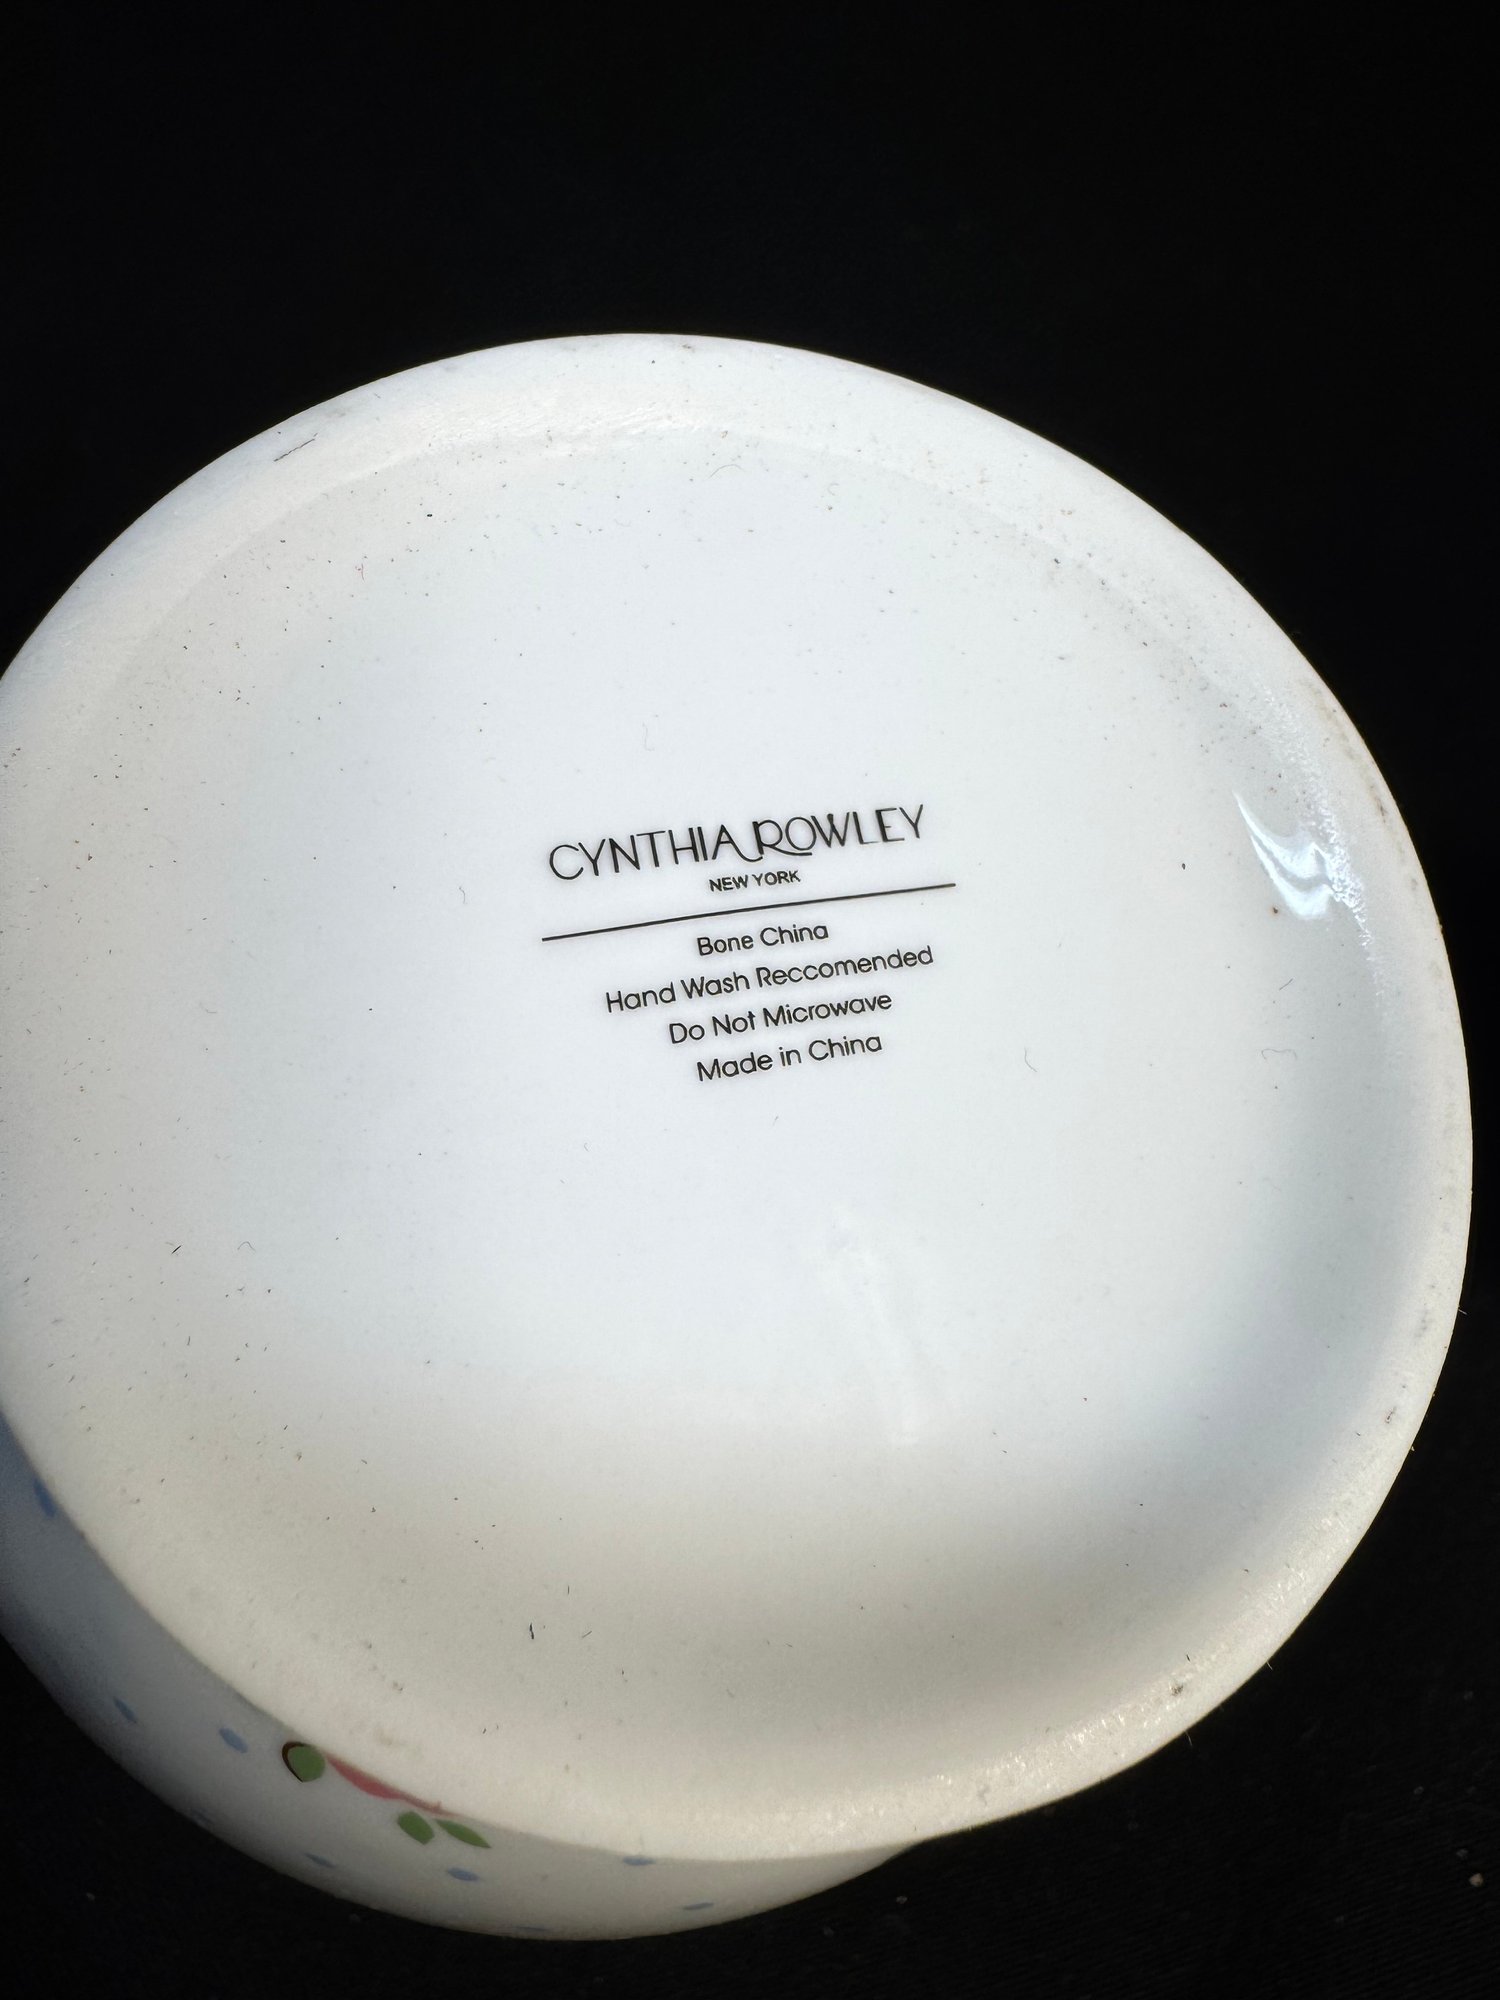 CYNTHIA ROWLEY
NEW YORK
Bone China
Hand Wash Reccomended
Do Not Microwave
Made in China